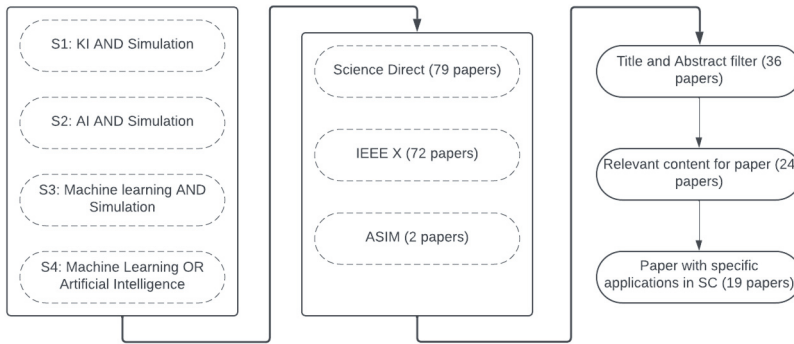 S1: KI AND Simulation
S2: AI AND Simulation
S3: Machine learning AND
Simulation
S4: Machine Learning OR
Artificial Intelligence
Science Direct (79 papers)
IEEE X (72 papers)
ASIM (2 papers)
Title and Abstract filter (36
papers)
Relevant content for paper (24
papers)
Paper with specific
applications in SC (19 papers)